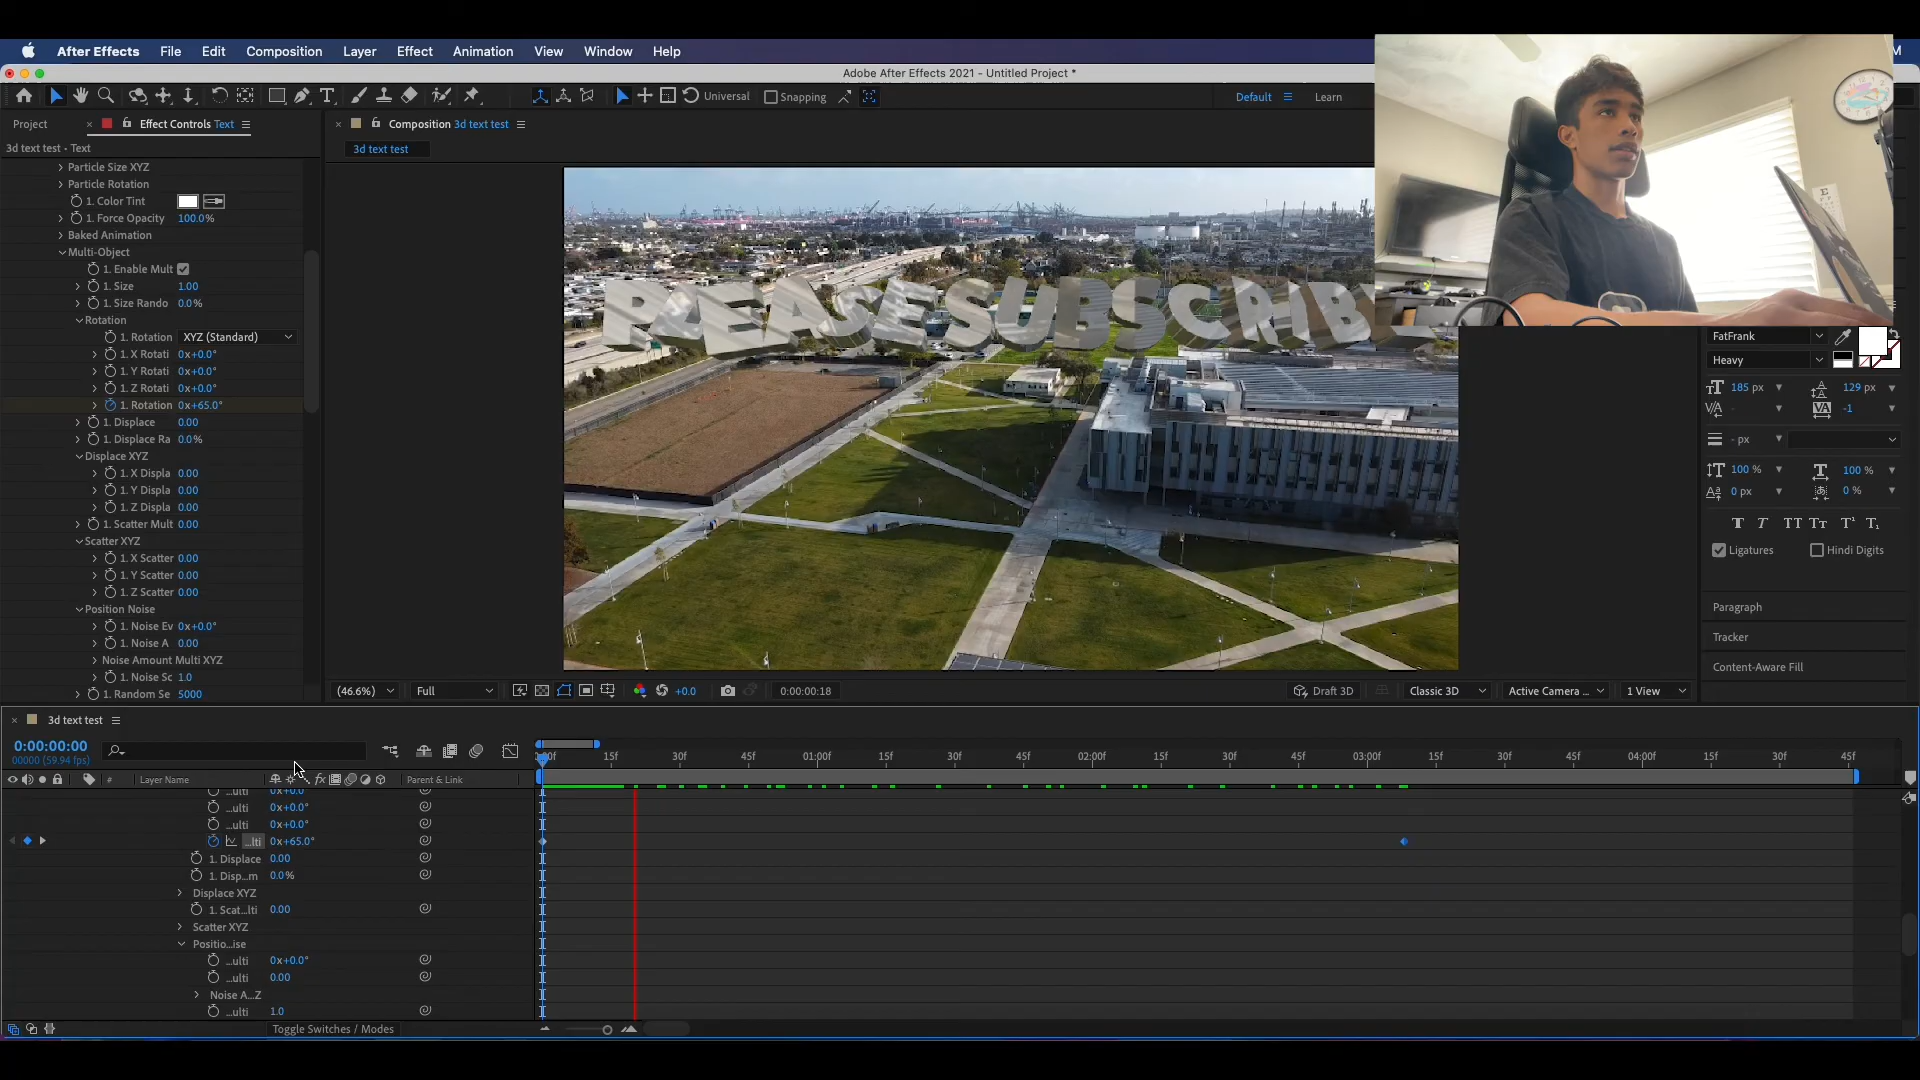 After Effects File Edit Composition Layer Effect Animation View Window Help
Adobe After Effects 2021 - Untitled Project *
Universal Snapping Default Learn
Project Effect Controls Text
Composition 3d text test
3d text test - Text
3d text test
Particle Size XYZ
Particle Rotation
1. Color Tint
1. Force Opacity 100.0%
Baked Animation
Multi-Object
1. Enable Mult
1. Size 1.00
1. Size Rando 0.0%
Rotation
1. Rotation XYZ (Standard)
1. X Rotati 0x+0.0°
1. Y Rotati 0x+0.0°
1. Z Rotati 0x+0.0°
1. Rotation 0x+65.0°
1. Displace 0.00
1. Displace Ra 0.0%
Displace XYZ
1. X Displa 0.00
1. Y Displa 0.00
1. Z Displa 0.00
1. Scatter Mult 0.00
Scatter XYZ
1. X Scatter 0.00
1. Y Scatter 0.00
1. Z Scatter 0.00
Position Noise
1. Noise Ev 0x+0.0°
1. Noise A 0.00
Noise Amount Multi XYZ
1. Noise Sc 1.0
1. Random Se 5000
PLEASESUBSCRIBE
FatFrank
Heavy
185 px 129 px
-1
- px
100 % 100 %
0 px 0 %
T T TT Tt T¹ T₁
Ligatures Hindi Digits
Paragraph
Tracker
Content-Aware Fill
(46.6%) Full +0.0 0:00:00:18 Draft 3D Classic 3D Active Camera ... 1 View
3d text test
0:00:00:00
00000 (59.94 fps)
15f 30f 45f 01:00f 15f 30f 45f 02:00f 15f 30f 45f 03:00f 15f 30f 45f 04:00f 15f 30f 45f
# Layer Name fx Parent & Link
...ulti 0x+0.0°
...ulti 0x+0.0°
...ulti 0x+0.0°
...lti 0x+65.0°
1. Displace 0.00
1. Disp...m 0.0%
Displace XYZ
1. Scat...lti 0.00
Scatter XYZ
Positio...ise
...ulti 0x+0.0°
...ulti 0.00
Noise A...Z
...ulti 1.0
Toggle Switches / Modes